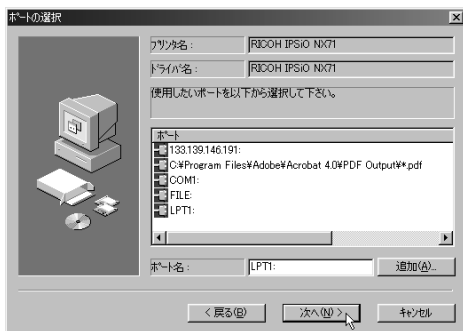 ポートの選択
プリンタ名： RICOH IPSiO NX71
ドライバ名： RICOH IPSiO NX71
使用したいポートを以下から選択して下さい。
ポート
133.139.146.191:
C:¥Program Files¥Adobe¥Acrobat 4.0¥PDF Output¥*.pdf
COM1:
FILE:
LPT1:
ポート名： LPT1: 追加(A)...
< 戻る(B) 次へ(N) > キャンセル